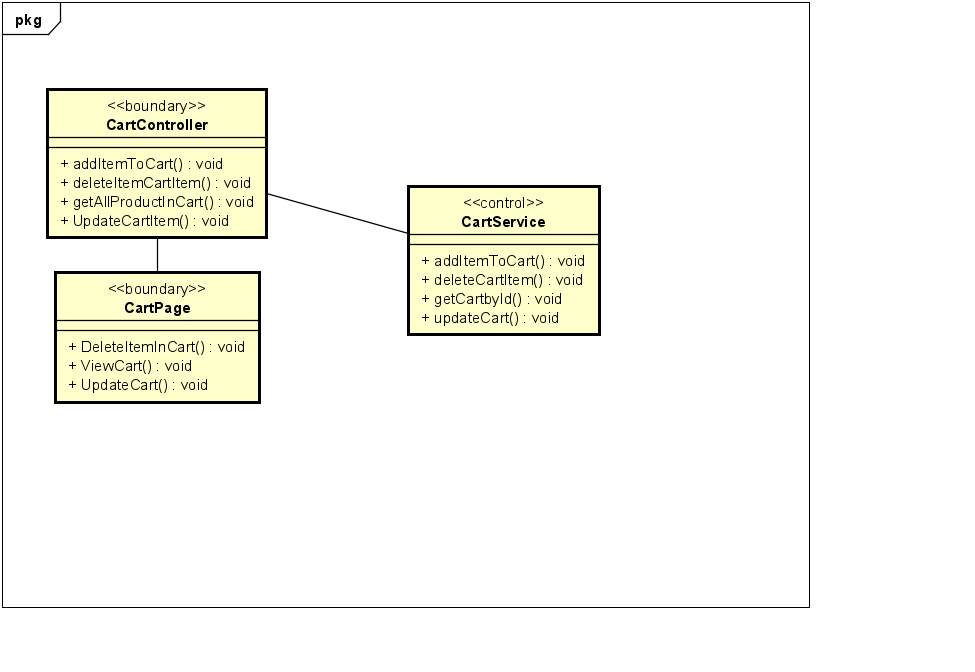 pkg
<<boundary>>
CartController
+ addItemToCart() : void
+ deleteItemCartItem() : void
+ getAllProductInCart() : void
+ UpdateCartItem() : void
<<control>>
CartService
+ addItemToCart() : void
+ deleteCartItem() : void
+ getCartbyId() : void
+ updateCart() : void
<<boundary>>
CartPage
+ DeleteItemInCart() : void
+ ViewCart() : void
+ UpdateCart() : void